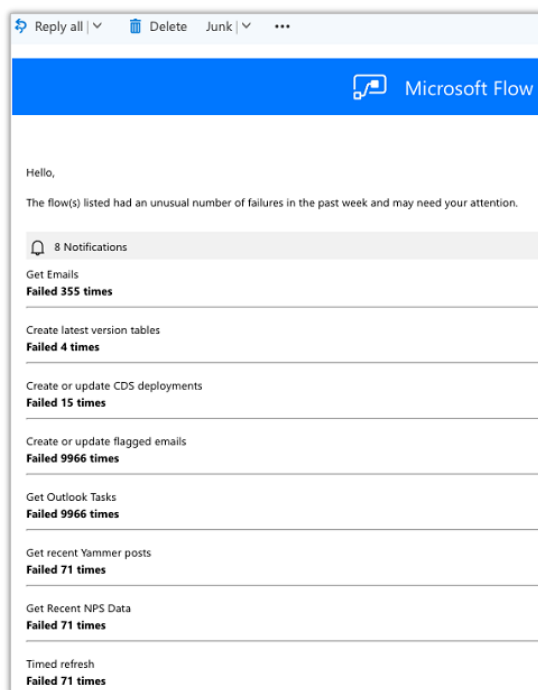 Reply all
Delete
Junk
Microsoft Flow
Hello,
The flow(s) listed had an unusual number of failures in the past week and may need your attention.
8 Notifications
Get Emails
Failed 355 times
Create latest version tables
Failed 4 times
Create or update CDS deployments
Failed 15 times
Create or update flagged emails
Failed 9966 times
Get Outlook Tasks
Failed 9966 times
Get recent Yammer posts
Failed 71 times
Get Recent NPS Data
Failed 71 times
Timed refresh
Failed 71 times